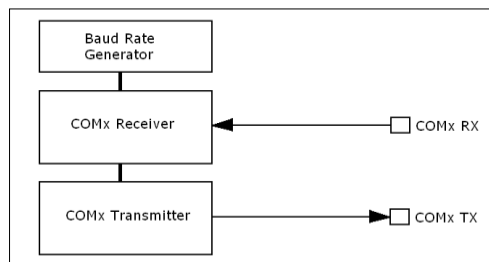 Baud Rate
Generator
COMx Receiver
COMx RX
COMx Transmitter
COMx TX